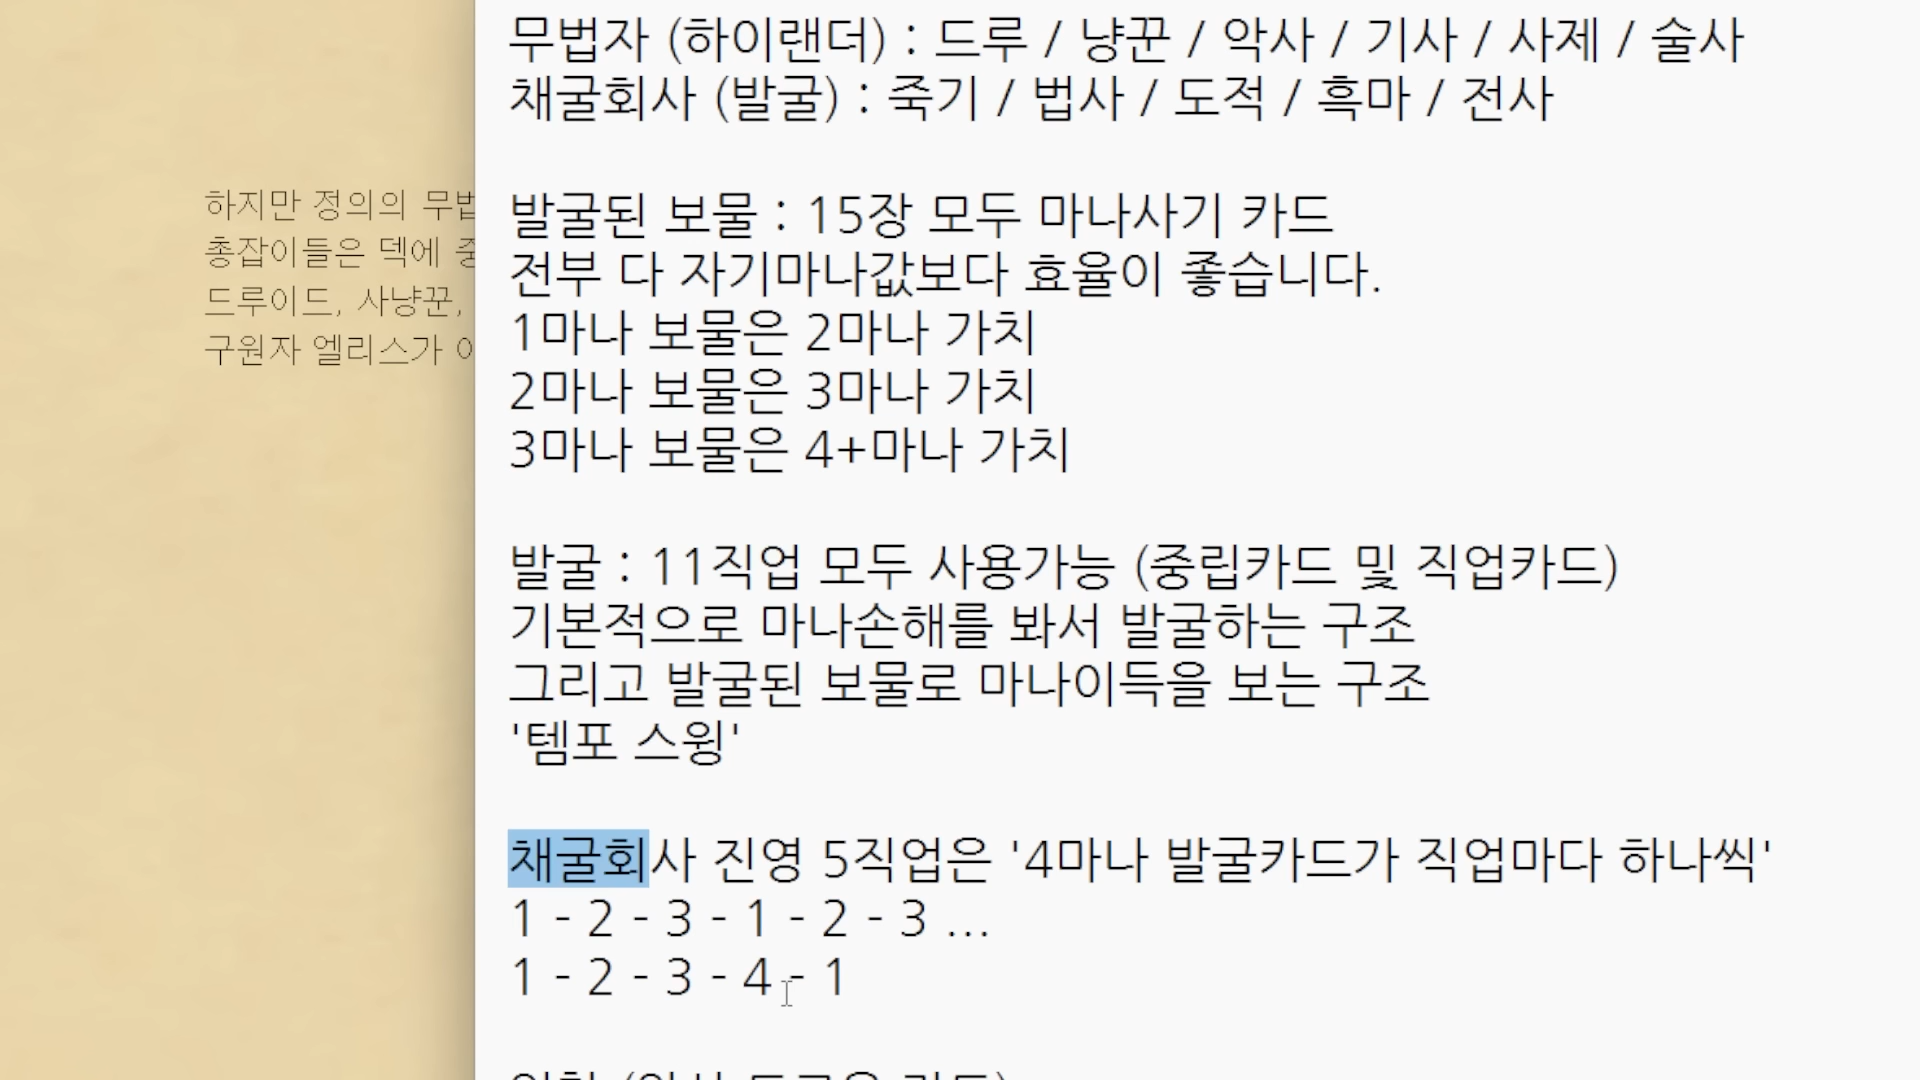 무법자 (하이랜더) : 드루 / 냥꾼 / 악사 / 기사 / 사제 / 술사
채굴회사 (발굴) : 죽기 / 법사 / 도적 / 흑마 / 전사
하지만 정의의 무법
총잡이들은 덱에 중
드루이드, 사냥꾼,
구원자 엘리스가 이
발굴된 보물 : 15장 모두 마나사기 카드
전부 다 자기마나값보다 효율이 좋습니다.
1마나 보물은 2마나 가치
2마나 보물은 3마나 가치
3마나 보물은 4+마나 가치
발굴 : 11직업 모두 사용가능 (중립카드 및 직업카드)
기본적으로 마나손해를 봐서 발굴하는 구조
그리고 발굴된 보물로 마나이득을 보는 구조
'템포 스윙'
채굴회사 진영 5직업은 '4마나 발굴카드가 직업마다 하나씩'
1 - 2 - 3 - 1 - 2 - 3 ...
1 - 2 - 3 - 4 - 1